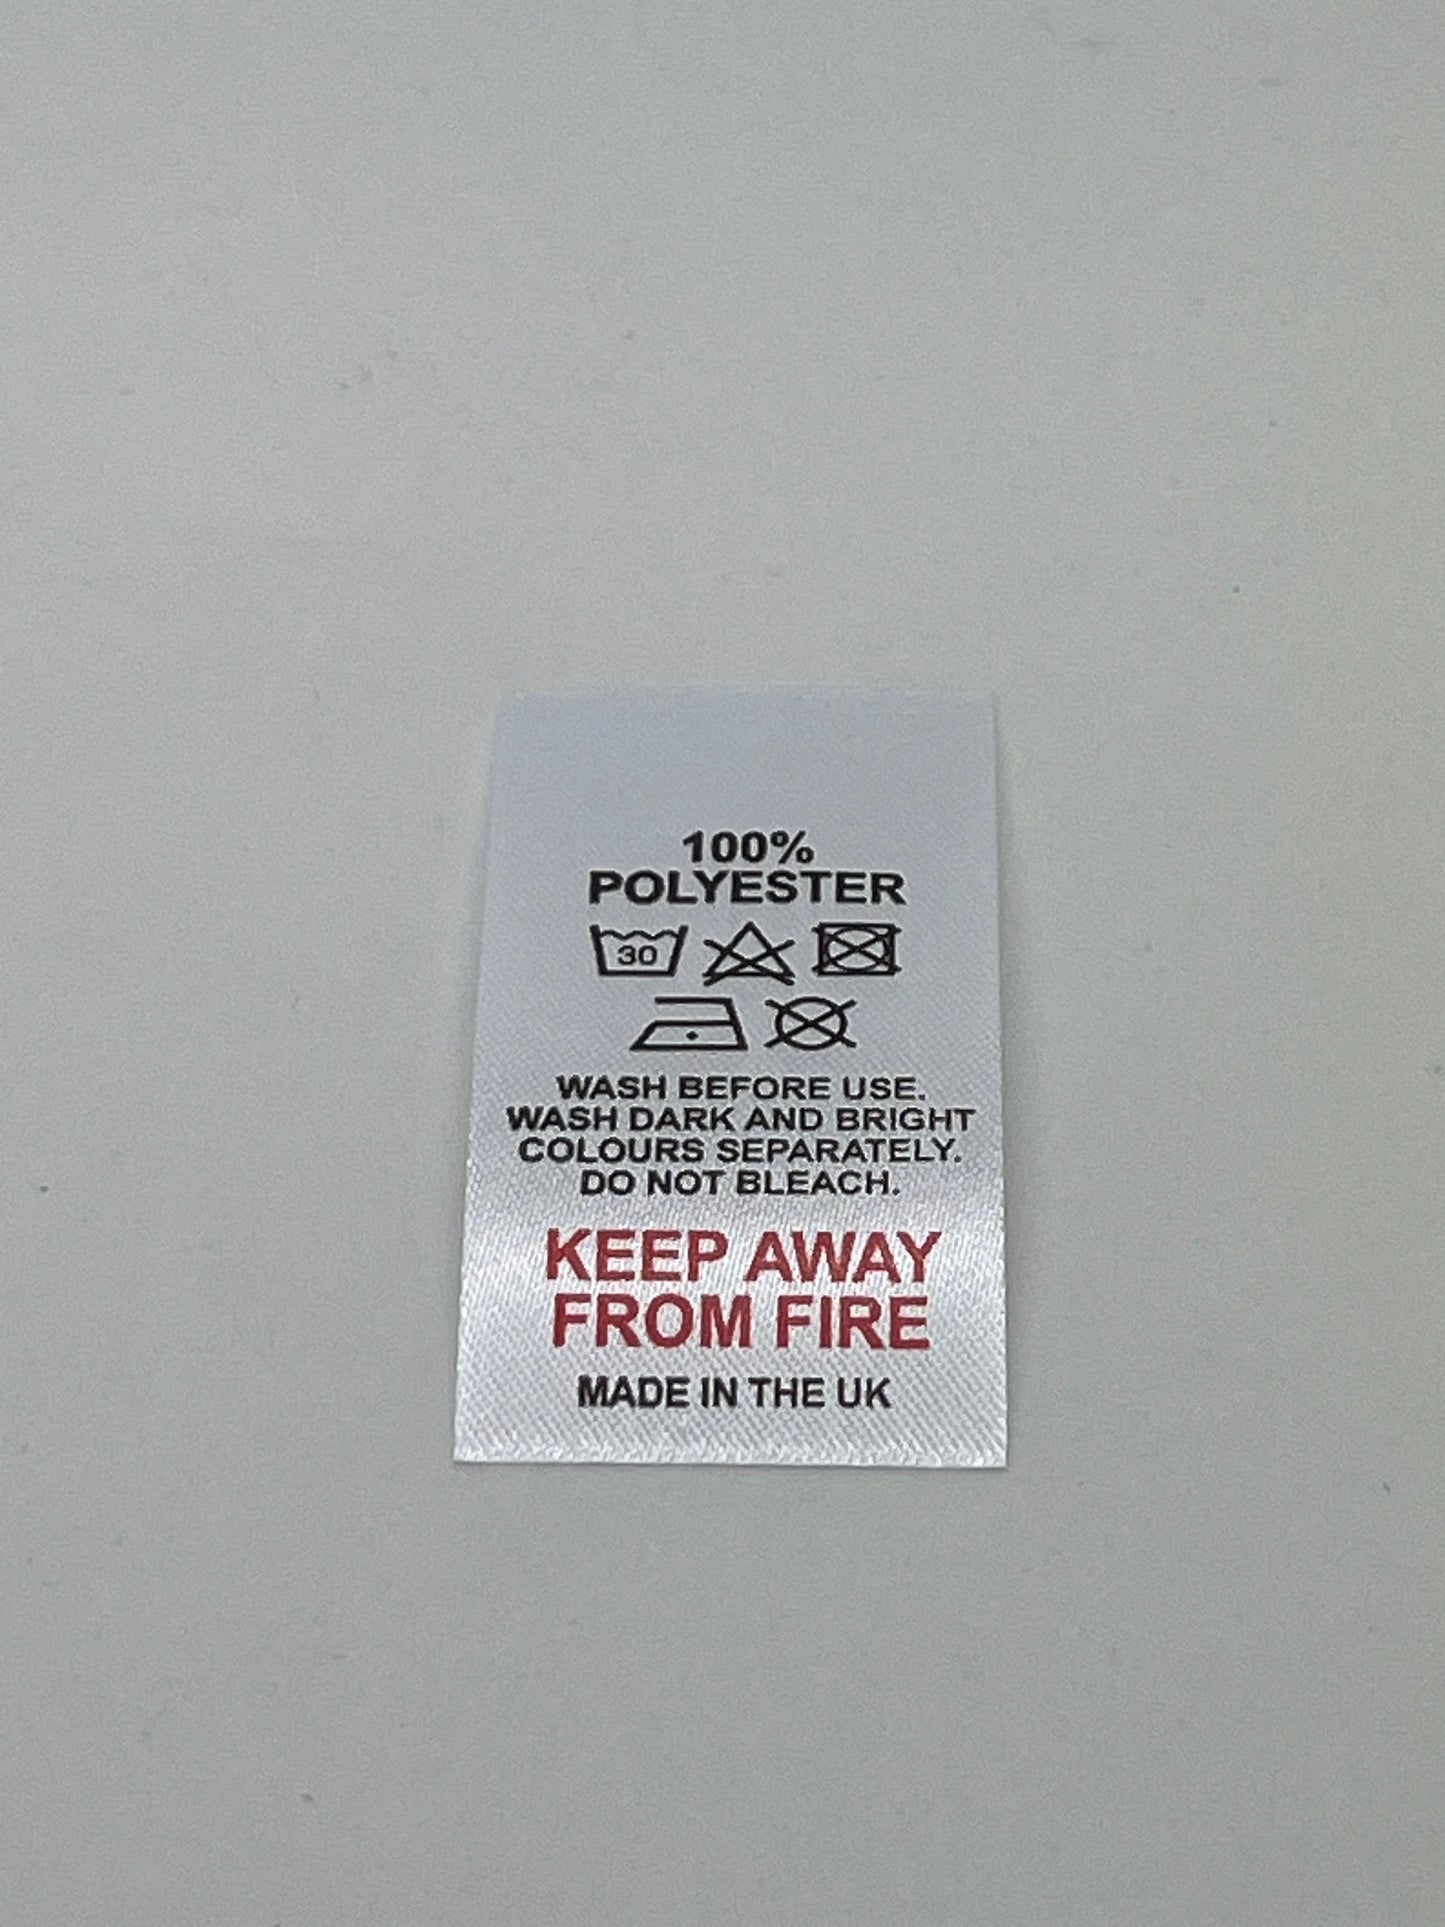 100%
POLYESTER
30
WASH BEFORE USE.
WASH DARK AND BRIGHT
COLOURS SEPARATELY.
DO NOT BLEACH.
KEEP AWAY
FROM FIRE
MADE IN THE UK